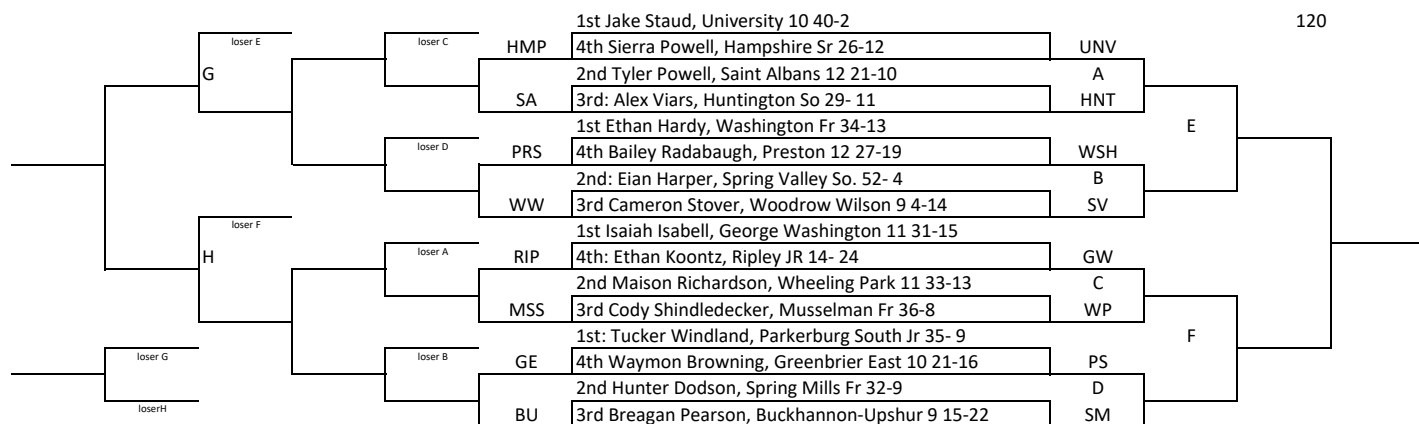 1st Jake Staud, University 10 40-2 120
loser E loser C HMP 4th Sierra Powell, Hampshire Sr 26-12 UNV
G 2nd Tyler Powell, Saint Albans 12 21-10 A
SA 3rd: Alex Viars, Huntington So 29- 11 HNT
1st Ethan Hardy, Washington Fr 34-13 E
loser D PRS 4th Bailey Radabaugh, Preston 12 27-19 WSH
2nd: Eian Harper, Spring Valley So. 52- 4 B
WW 3rd Cameron Stover, Woodrow Wilson 9 4-14 SV
loser F 1st Isaiah Isabell, George Washington 11 31-15
H loser A RIP 4th: Ethan Koontz, Ripley JR 14- 24 GW
2nd Maison Richardson, Wheeling Park 11 33-13 C
MSS 3rd Cody Shindledecker, Musselman Fr 36-8 WP
1st: Tucker Windland, Parkerburg South Jr 35- 9 F
loser G loser B GE 4th Waymon Browning, Greenbrier East 10 21-16 PS
2nd Hunter Dodson, Spring Mills Fr 32-9 D
loserH BU 3rd Breagan Pearson, Buckhannon-Upshur 9 15-22 SM